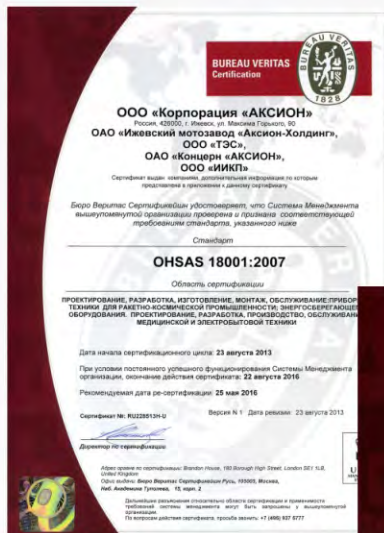 BUREAU VERITAS
Certification
BUREAU VERITAS
1828
ООО «Корпорация «АКСИОН»
Россия, 426000, г. Ижевск, ул. Максима Горького, 90
ОАО «Ижевский мотозавод «Аксион-Холдинг»,
ООО «ТЭС»,
ОАО «Концерн «АКСИОН»,
ООО «ИИКП»
Сертификат выдан компаниям, дополнительная информация по которым
представлена в приложении к данному сертификату
Бюро Веритас Сертификейшн удостоверяет, что Система Менеджмента
вышеупомянутой организации проверена и признана соответствующей
требованиям стандарта, указанного ниже
Стандарт
OHSAS 18001:2007
Область сертификации
ПРОЕКТИРОВАНИЕ, РАЗРАБОТКА, ИЗГОТОВЛЕНИЕ, МОНТАЖ, ОБСЛУЖИВАНИЕ:ПРИБОР
ТЕХНИКИ ДЛЯ РАКЕТНО-КОСМИЧЕСКОЙ ПРОМЫШЛЕННОСТИ; ЭНЕРГОСБЕРЕГАЮЩЕГ
ОБОРУДОВАНИЯ. ПРОЕКТИРОВАНИЕ, РАЗРАБОТКА, ПРОИЗВОДСТВО, ОБСЛУЖИВАНИ
МЕДИЦИНСКОЙ И ЭЛЕКТРОБЫТОВОЙ ТЕХНИКИ
Дата начала сертификационного цикла: 23 августа 2013
При условии постоянного успешного функционирования Системы Менеджмента
организации, окончание действия сертификата: 22 августа 2016
Рекомендуемая дата ре-сертификации: 25 мая 2016
Сертификат №: RU228513H-U Версия N 1 Дата ревизии: 23 августа 2013
Директор по сертификации
Адрес органа по сертификации: Brandon House, 180 Borough High Street, London SE1 1LB,
United Kingdom
Офис выдачи: Бюро Веритас Сертификейшн Русь, 105005, Москва,
Наб. Академика Туполева, 15, корп. 2
Дальнейшие разъяснения относительно области сертификации и применимости
требований системы менеджмента могут быть запрошены у вышеупомянутой
организации.
По вопросам действия сертификата, просьба звонить: +7 (495) 937 5777